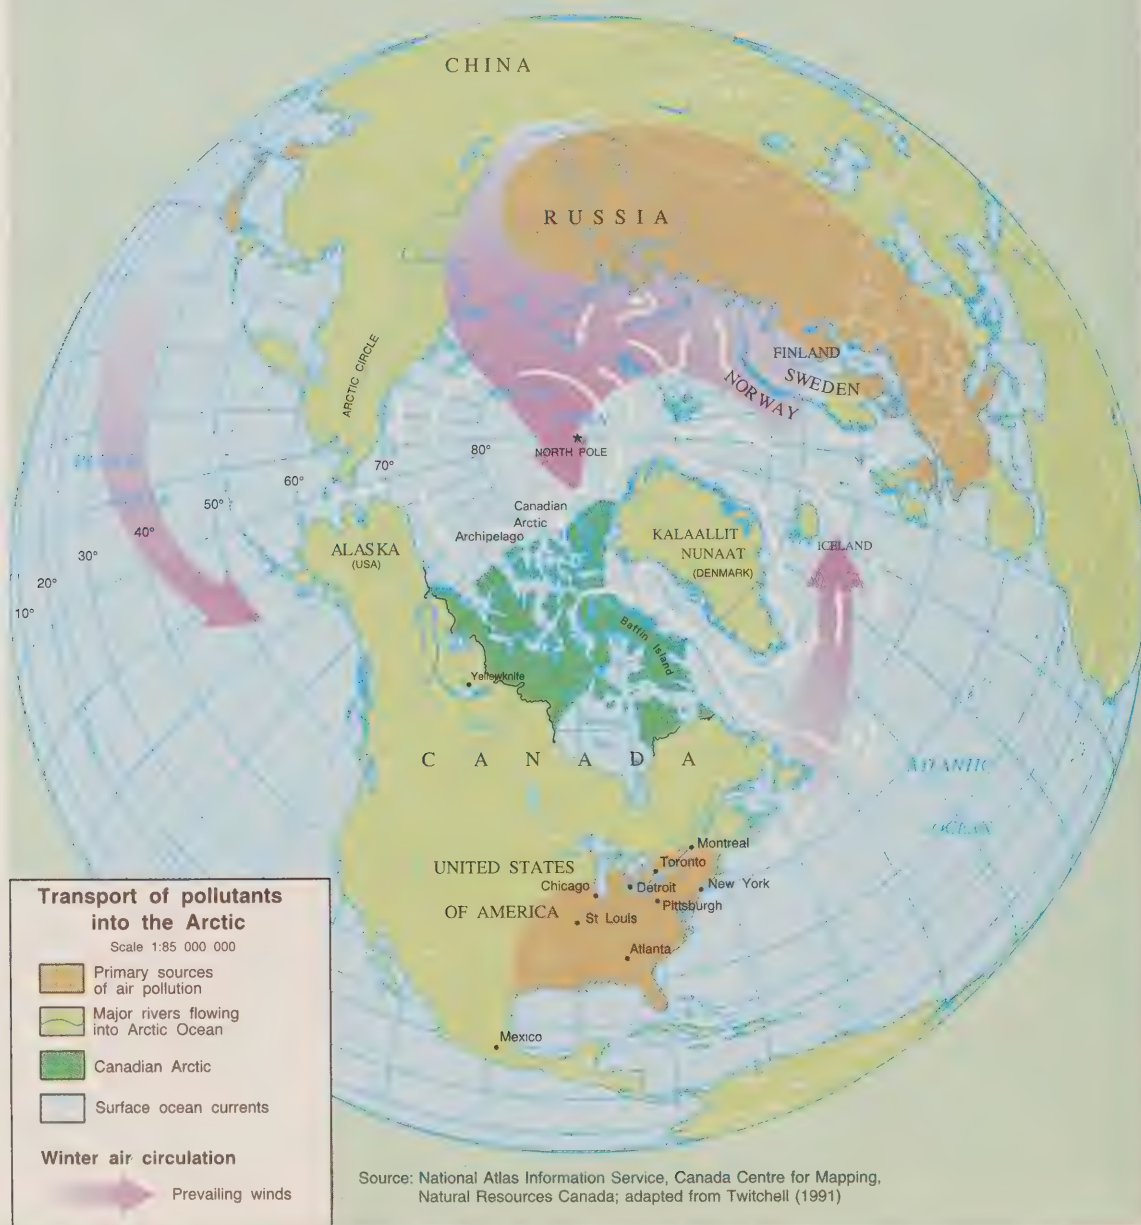 CHINA
RUSSIA
ARCTIC CIRCLE
FINLAND
SWEDEN
NORWAY
80°
NORTH POLE
70°
60°
50°
40°
30°
20°
10°
Canadian
Arctic
Archipelago
ALASKA
(USA)
KALAALLIT
NUNAAT
(DENMARK)
ICELAND
Baffin Island
Yellowknife
CANADA
ATLANTIC
OCEAN
Montreal
Toronto
UNITED STATES
Chicago
Detroit
New York
Pittsburgh
OF AMERICA
St Louis
Atlanta
Mexico
Transport of pollutants
into the Arctic
Scale 1:85 000 000
Primary sources
of air pollution
Major rivers flowing
into Arctic Ocean
Canadian Arctic
Surface ocean currents
Winter air circulation
Prevailing winds
Source: National Atlas Information Service, Canada Centre for Mapping,
Natural Resources Canada; adapted from Twitchell (1991)